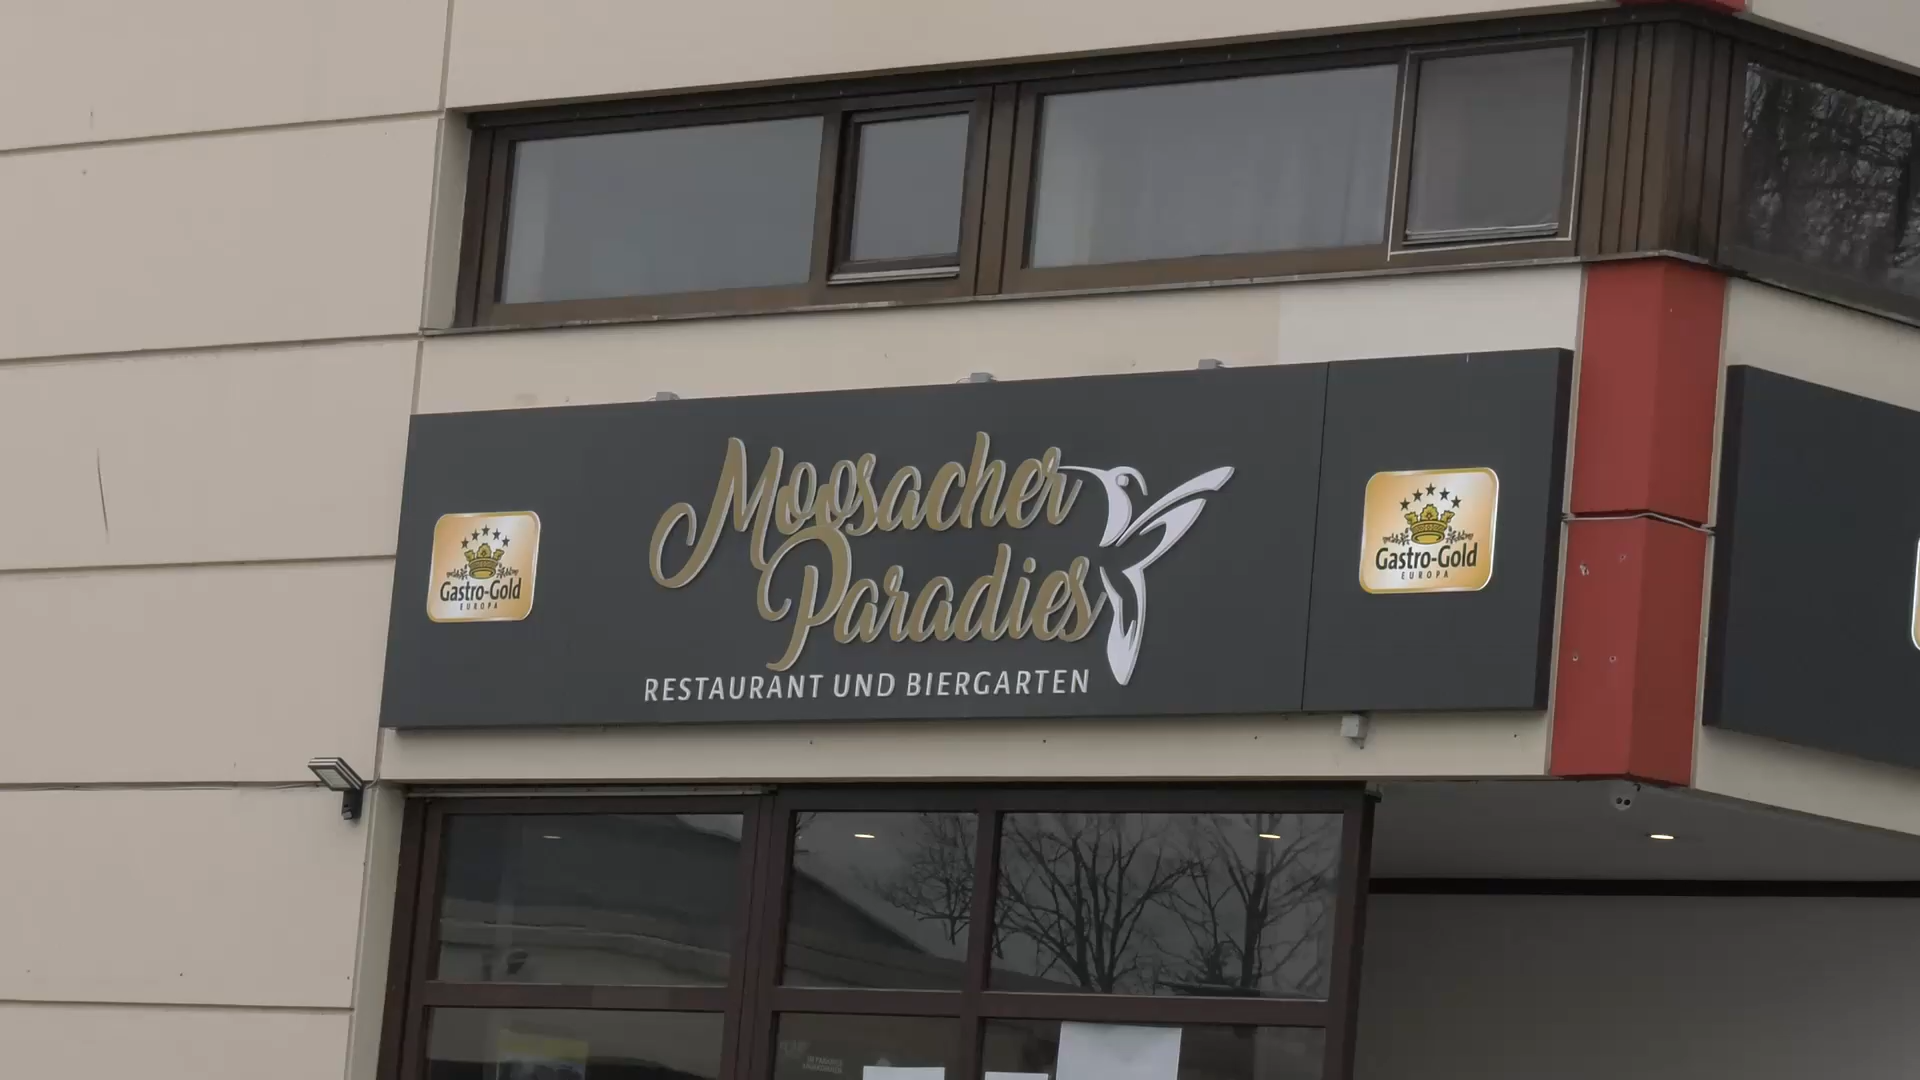 Moosacher
Paradies
RESTAURANT UND BIERGARTEN
Gastro-Gold
EUROPA
Gastro-Gold
EUROPA